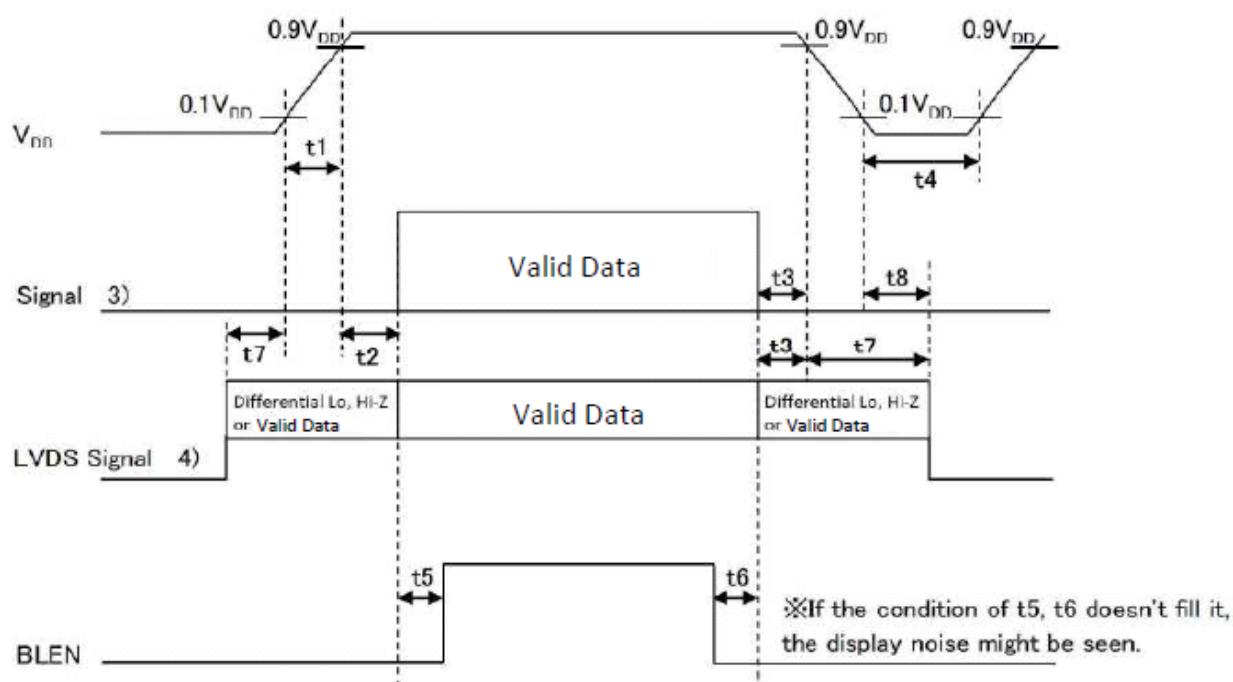 0.9VDD
0.9VDD
0.9VDD
0.1VDD
0.1VDD
VDD
t1
t4
Valid Data
t3
t8
Signal 3)
t7
t2
t3
t7
Differential Lo, Hi-Z
or Valid Data
Valid Data
Differential Lo, Hi-Z
or Valid Data
LVDS Signal 4)
t5
t6
※If the condition of t5, t6 doesn't fill it,
the display noise might be seen.
BLEN